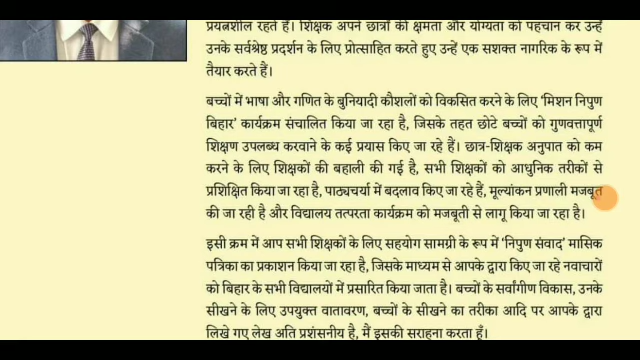 प्रयत्नशील रहते हैं। शिक्षक अपने छात्रों की क्षमता और योग्यता को पहचान कर उन्हें
उनके सर्वश्रेष्ठ प्रदर्शन के लिए प्रोत्साहित करते हुए उन्हें एक सशक्त नागरिक के रूप में
तैयार करते हैं।
बच्चों में भाषा और गणित के बुनियादी कौशलों को विकसित करने के लिए 'मिशन निपुण
बिहार' कार्यक्रम संचालित किया जा रहा है, जिसके तहत छोटे बच्चों को गुणवत्तापूर्ण
शिक्षण उपलब्ध करवाने के कई प्रयास किए जा रहे हैं। छात्र-शिक्षक अनुपात को कम
करने के लिए शिक्षकों की बहाली की गई है, सभी शिक्षकों को आधुनिक तरीकों से
प्रशिक्षित किया जा रहा है, पाठ्यचर्या में बदलाव किए जा रहे हैं, मूल्यांकन प्रणाली मजबूत
की जा रही है और विद्यालय तत्परता कार्यक्रम को मजबूती से लागू किया जा रहा है।
इसी क्रम में आप सभी शिक्षकों के लिए सहयोग सामग्री के रूप में 'निपुण संवाद' मासिक
पत्रिका का प्रकाशन किया जा रहा है, जिसके माध्यम से आपके द्वारा किए जा रहे नवाचारों
को बिहार के सभी विद्यालयों में प्रसारित किया जाता है। बच्चों के सर्वांगीण विकास, उनके
सीखने के लिए उपयुक्त वातावरण, बच्चों के सीखने का तरीका आदि पर आपके द्वारा
लिखे गए लेख अति प्रशंसनीय है, मैं इसकी सराहना करता हूँ।